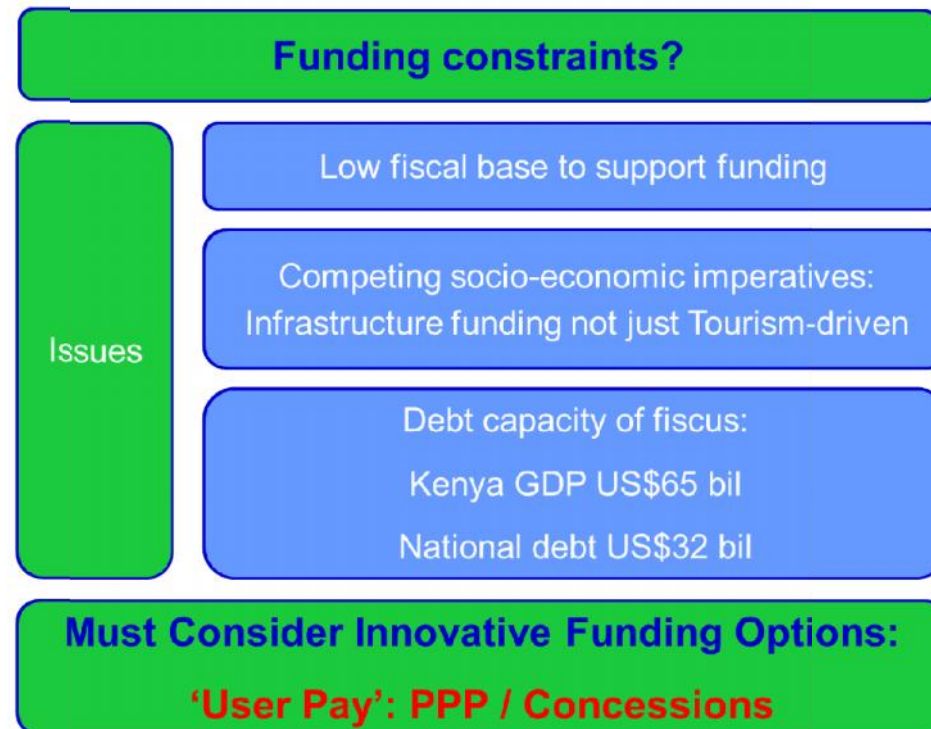 Funding constraints?
Issues
Low fiscal base to support funding
Competing socio-economic imperatives:
Infrastructure funding not just Tourism-driven
Debt capacity of fiscus:
Kenya GDP US$65 bil
National debt US$32 bil
Must Consider Innovative Funding Options:
‘User Pay’: PPP / Concessions